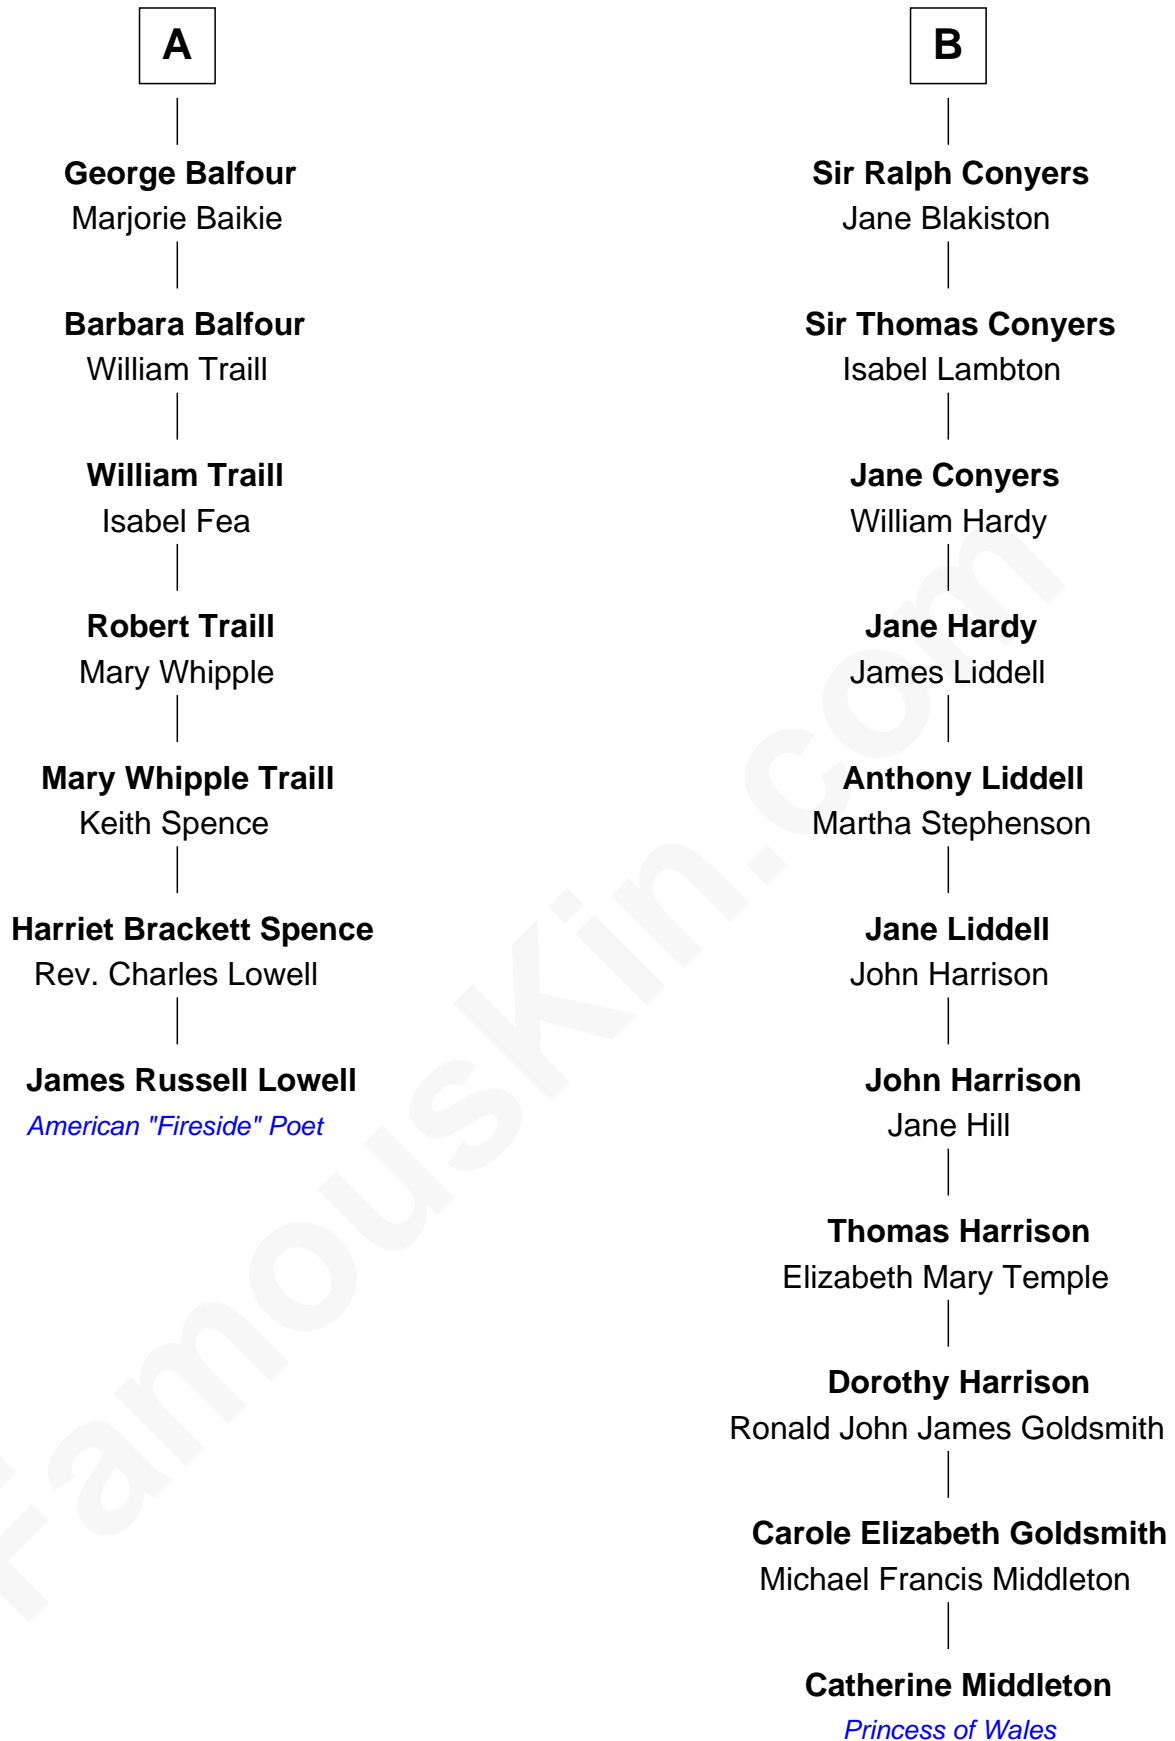 A
George Balfour
Marjorie Baikie
Barbara Balfour
William Traill
William Traill
Isabel Fea
Robert Traill
Mary Whipple
Mary Whipple Traill
Keith Spence
Harriet Brackett Spence
Rev. Charles Lowell
James Russell Lowell
American "Fireside" Poet
B
Sir Ralph Conyers
Jane Blakiston
Sir Thomas Conyers
Isabel Lambton
Jane Conyers
William Hardy
Jane Hardy
James Liddell
Anthony Liddell
Martha Stephenson
Jane Liddell
John Harrison
John Harrison
Jane Hill
Thomas Harrison
Elizabeth Mary Temple
Dorothy Harrison
Ronald John James Goldsmith
Carole Elizabeth Goldsmith
Michael Francis Middleton
Catherine Middleton
Princess of Wales
FamousKin.com